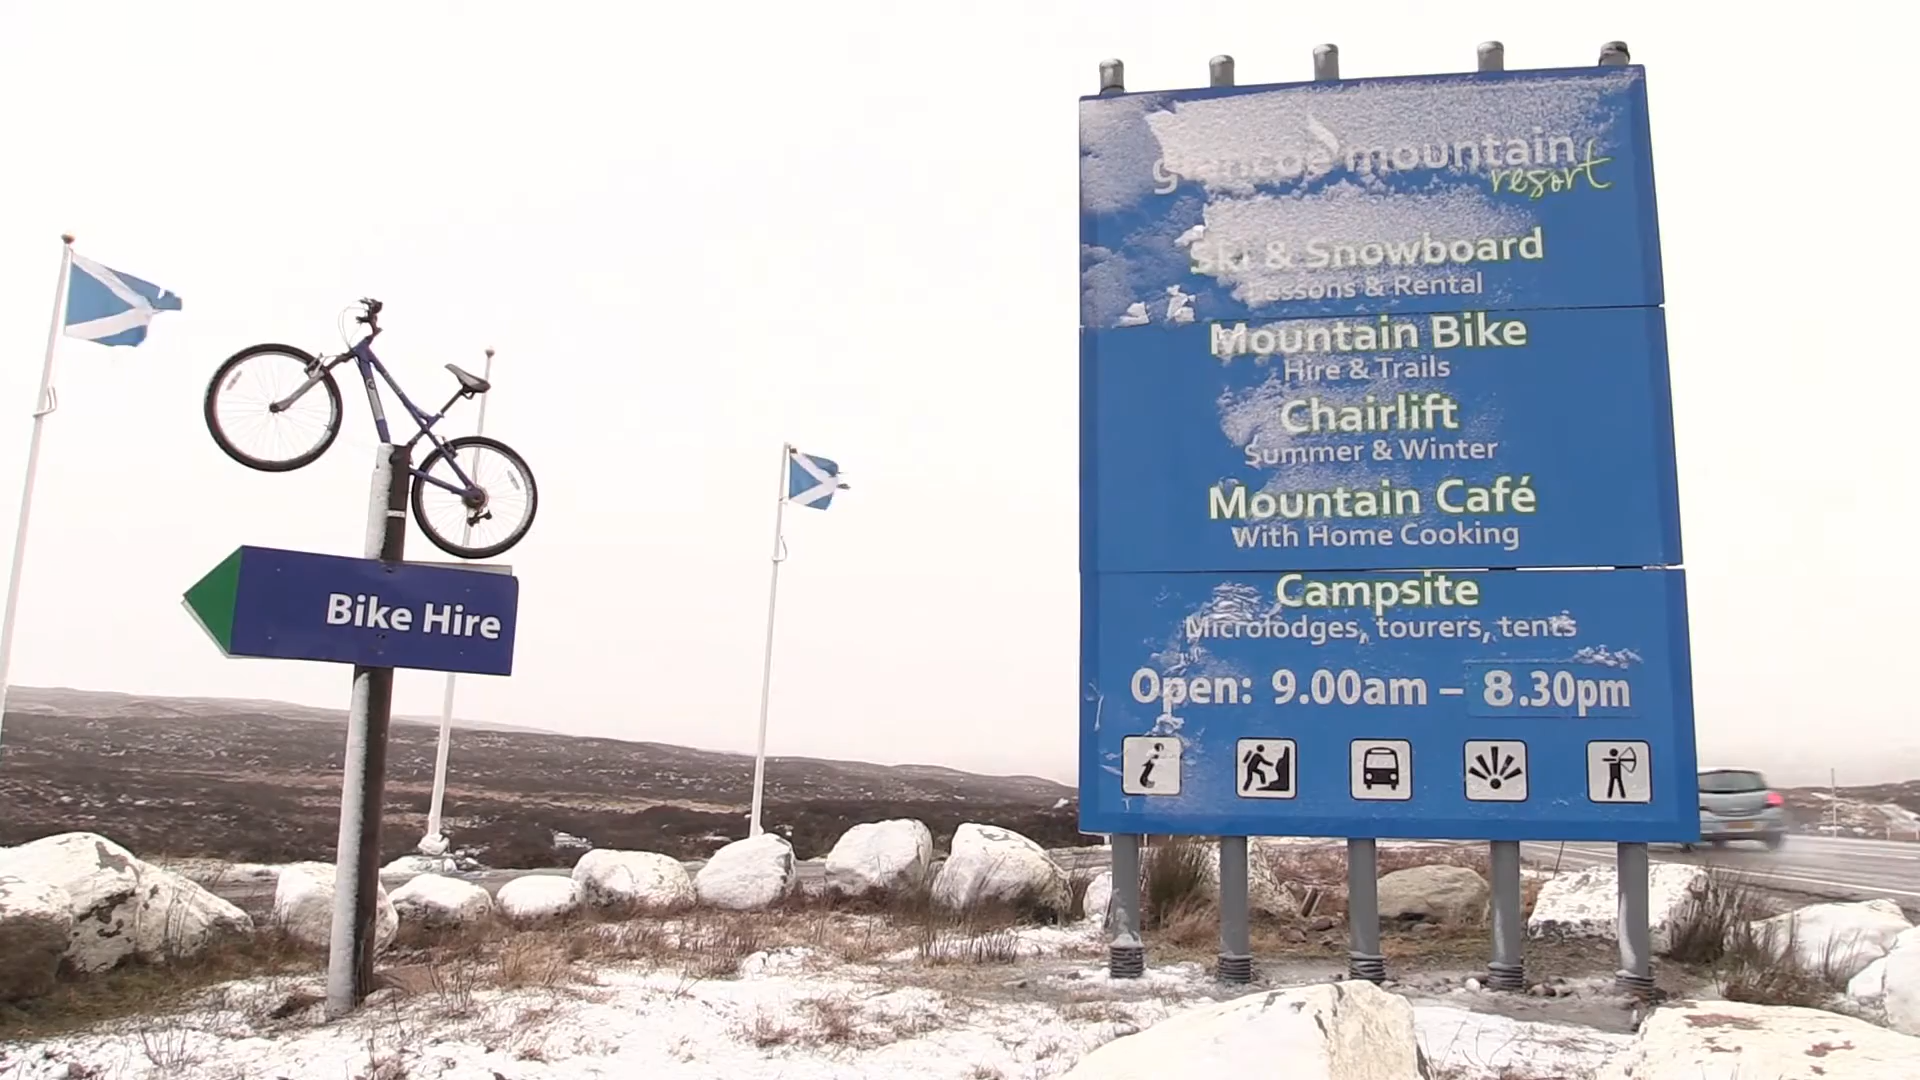 Bike Hire
glencoe mountain
resort
Ski & Snowboard
Lessons & Rental
Mountain Bike
Hire & Trails
Chairlift
Summer & Winter
Mountain Café
With Home Cooking
Campsite
Microlodges, tourers, tents
Open: 9.00am – 8.30pm